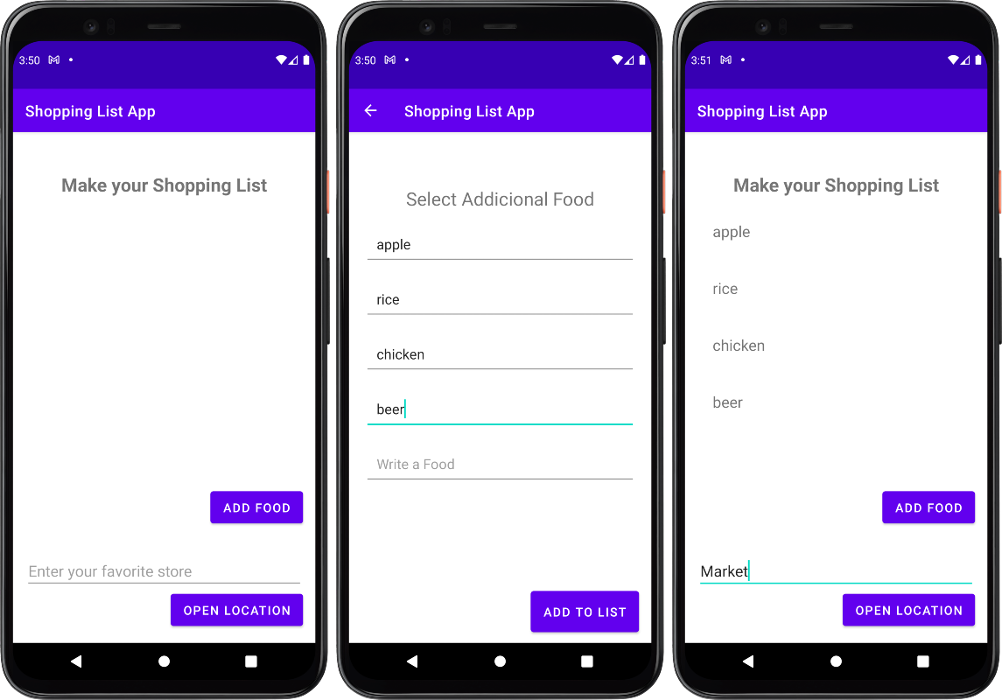 3:50
Shopping List App
Make your Shopping List
ADD FOOD
Enter your favorite store
OPEN LOCATION
3:50
Shopping List App
Select Addicional Food
apple
rice
chicken
beer
Write a Food
ADD TO LIST
3:51
Shopping List App
Make your Shopping List
apple
rice
chicken
beer
ADD FOOD
Market
OPEN LOCATION